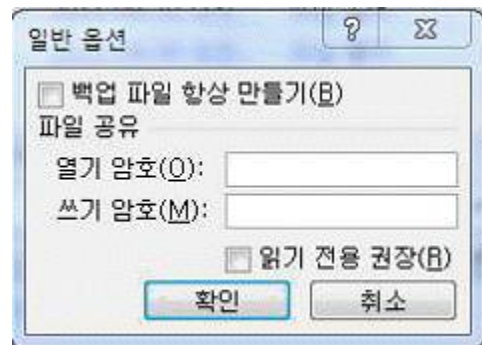 일반 옵션
백업 파일 항상 만들기(B)
파일 공유
열기 암호(O):
쓰기 암호(M):
읽기 전용 권장(R)
확인 취소